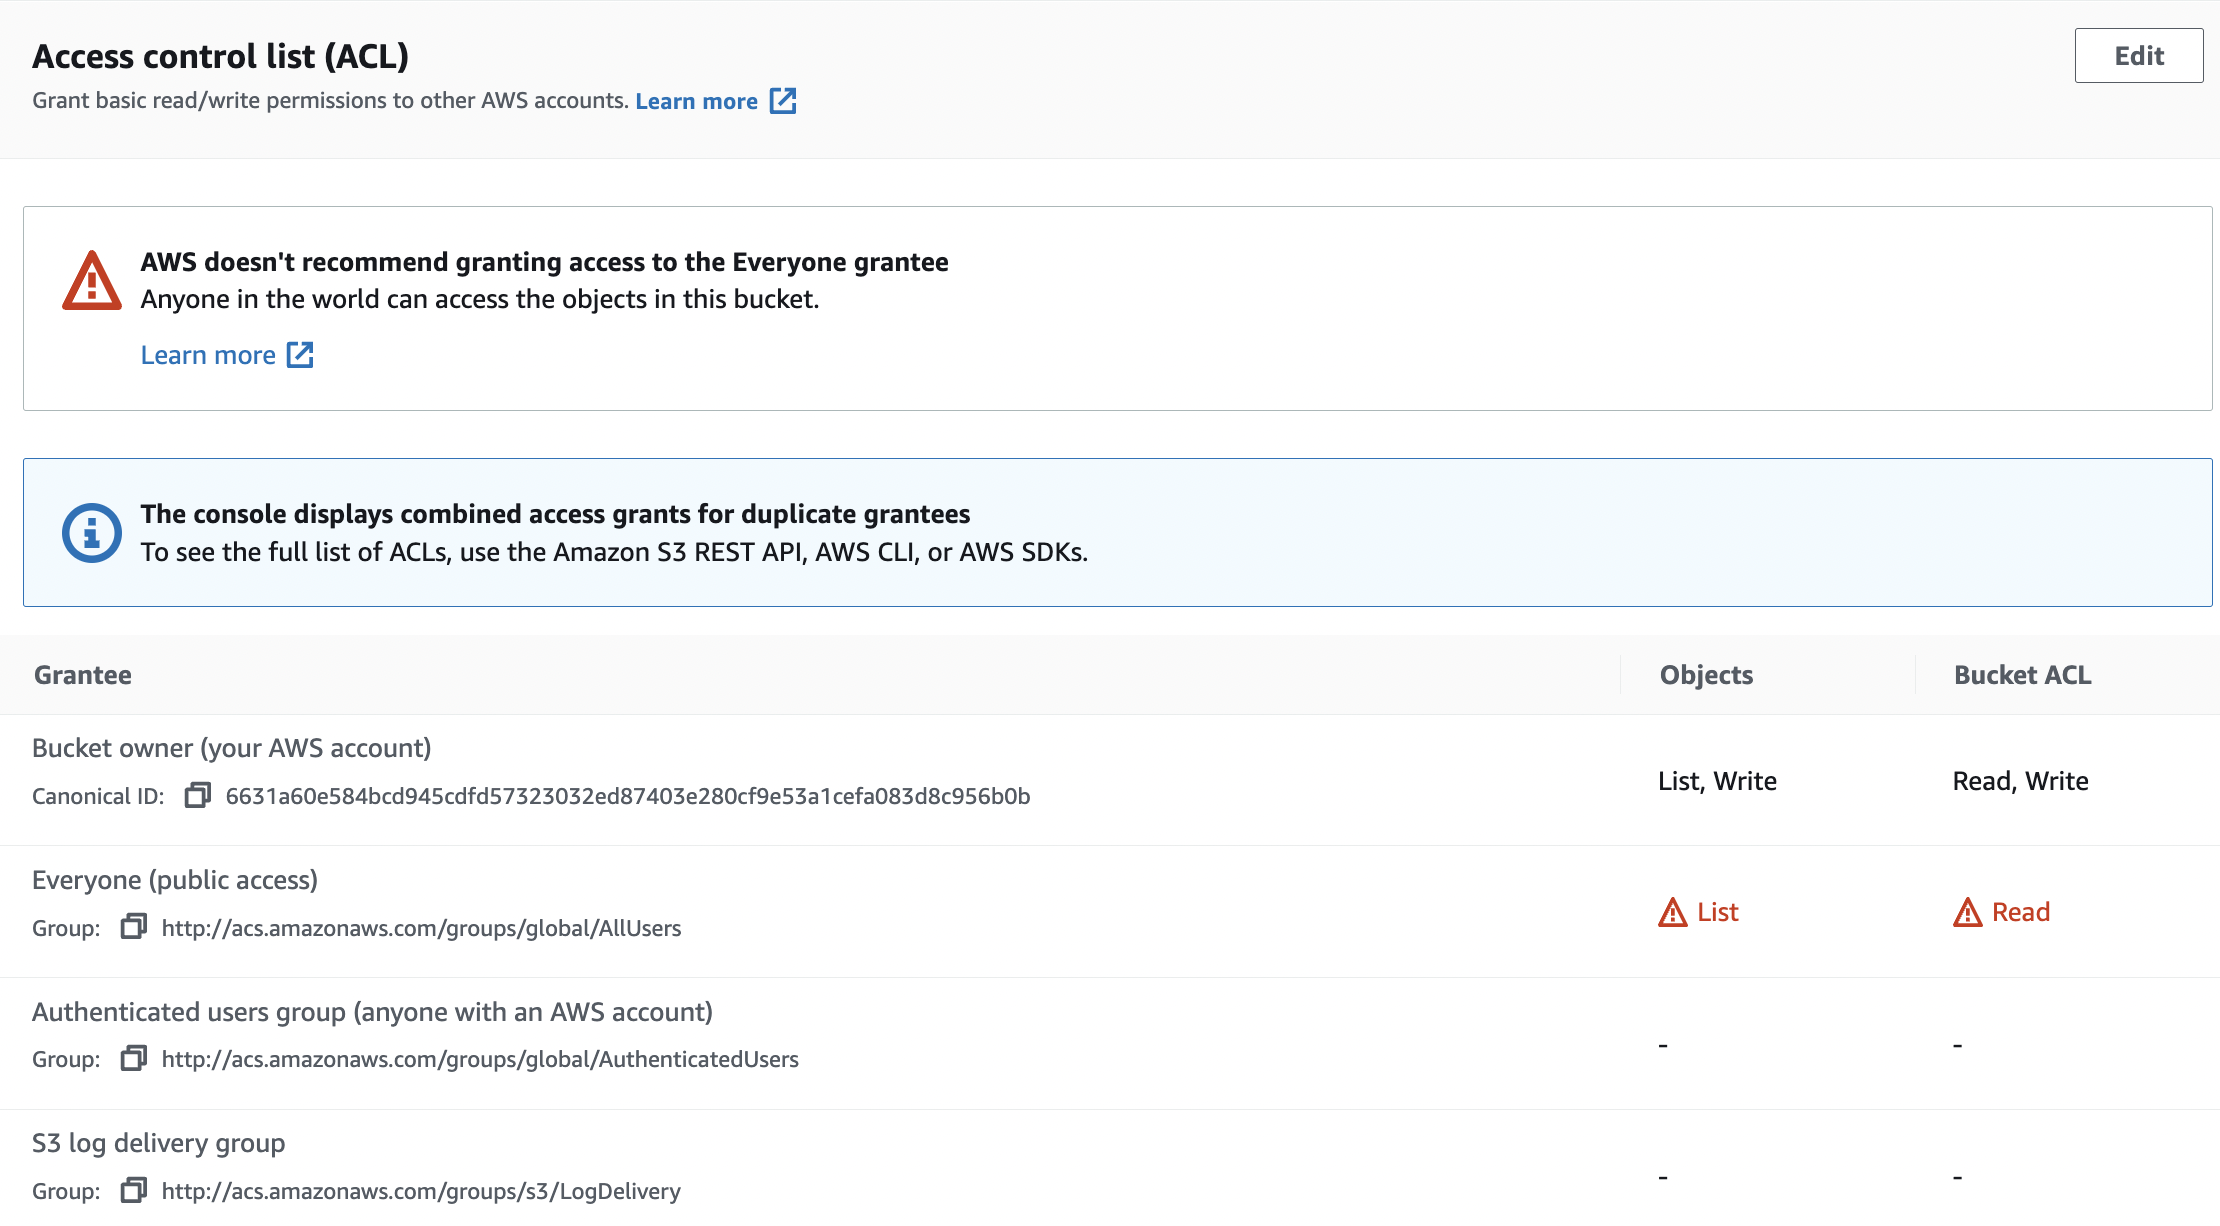 Access control list (ACL)
Edit
Grant basic read/write permissions to other AWS accounts. Learn more
AWS doesn't recommend granting access to the Everyone grantee
Anyone in the world can access the objects in this bucket.
Learn more
The console displays combined access grants for duplicate grantees
To see the full list of ACLs, use the Amazon S3 REST API, AWS CLI, or AWS SDKs.
Grantee Objects Bucket ACL
Bucket owner (your AWS account)
Canonical ID: 6631a60e584bcd945cdfd57323032ed87403e280cf9e53a1cefa083d8c956b0b
List, Write Read, Write
Everyone (public access)
Group: http://acs.amazonaws.com/groups/global/AllUsers
List Read
Authenticated users group (anyone with an AWS account)
Group: http://acs.amazonaws.com/groups/global/AuthenticatedUsers
- -
S3 log delivery group
Group: http://acs.amazonaws.com/groups/s3/LogDelivery
- -